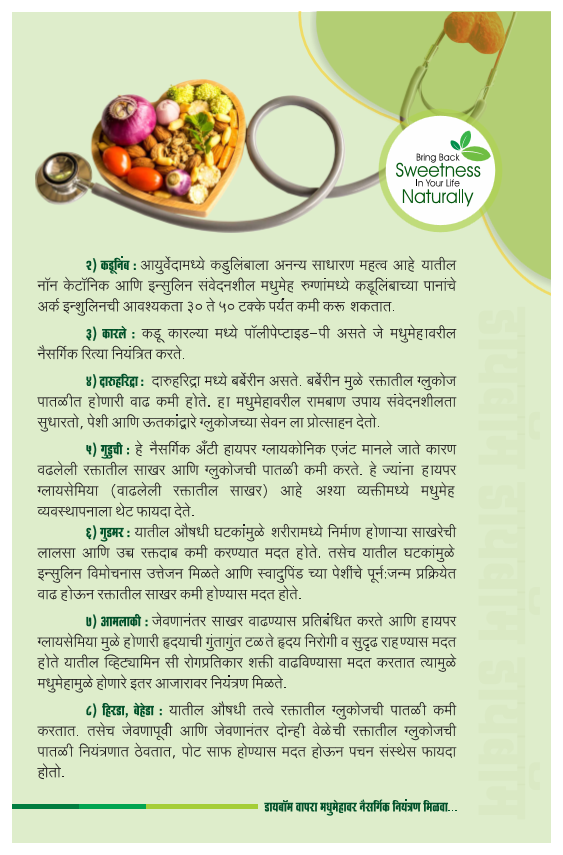 Bring Back
Sweetness
In Your Life
Naturally
२) कडूनिंब : आयुर्वेदामध्ये कडुलिंबाला अनन्य साधारण महत्व आहे यातील
नॉन केटॉनिक आणि इन्सुलिन संवेदनशील मधुमेह रुग्णांमध्ये कडूलिंबाच्या पानांचे
अर्क इन्शुलिनची आवश्यकता ३० ते ५० टक्के पर्यंत कमी करू शकतात.
३) कारले : कडू कारल्या मध्ये पॉलीपेप्टाइड-पी असते जे मधुमेहावरील
नैसर्गिक रित्या नियंत्रित करते.
४) दारुहरिद्रा : दारुहरिद्रा मध्ये बर्बेरीन असते. बर्बेरीन मुळे रक्तातील ग्लुकोज
पातळीत होणारी वाढ कमी होते. हा मधुमेहावरील रामबाण उपाय संवेदनशीलता
सुधारतो, पेशी आणि ऊतकांद्वारे ग्लुकोजच्या सेवन ला प्रोत्साहन देतो.
५) गुडुची : हे नैसर्गिक अँटी हायपर ग्लायकोनिक एजंट मानले जाते कारण
वढलेली रक्तातील साखर आणि ग्लुकोजची पातळी कमी करते. हे ज्यांना हायपर
ग्लायसेमिया (वाढलेली रक्तातील साखर) आहे अश्या व्यक्तीमध्ये मधुमेह
व्यवस्थापनाला थेट फायदा देते.
६) गुडमर : यातील औषधी घटकांमुळे शरीरामध्ये निर्माण होणाऱ्या साखरेची
लालसा आणि उच्च रक्तदाब कमी करण्यात मदत होते. तसेच यातील घटकांमुळे
इन्सुलिन विमोचनास उत्तेजन मिळते आणि स्वादुपिंड च्या पेशींचे पूर्न:जन्म प्रक्रियेत
वाढ होऊन रक्तातील साखर कमी होण्यास मदत होते.
७) आमलाकी : जेवणानंतर साखर वाढण्यास प्रतिबंधित करते आणि हायपर
ग्लायसेमिया मुळे होणारी हृदयाची गुंतागुंत टळते हृदय निरोगी व सुदृढ राहण्यास मदत
होते यातील व्हिट्यामिन सी रोगप्रतिकार शक्ती वाढविण्यासा मदत करतात त्यामुळे
मधुमेहामुळे होणारे इतर आजारावर नियंत्रण मिळते.
८) हिरडा, बेहेडा : यातील औषधी तत्वे रक्तातील ग्लुकोजची पातळी कमी
करतात. तसेच जेवणापूवी आणि जेवणानंतर दोन्ही वेळेची रक्तातील ग्लुकोजची
पातळी नियंत्रणात ठेवतात, पोट साफ होण्यास मदत होऊन पचन संस्थेस फायदा
होतो.
डायबॉम वापरा मधुमेहावर नैसर्गिक नियंत्रण मिळवा...
डायबॉम डायबॉम डायबॉम